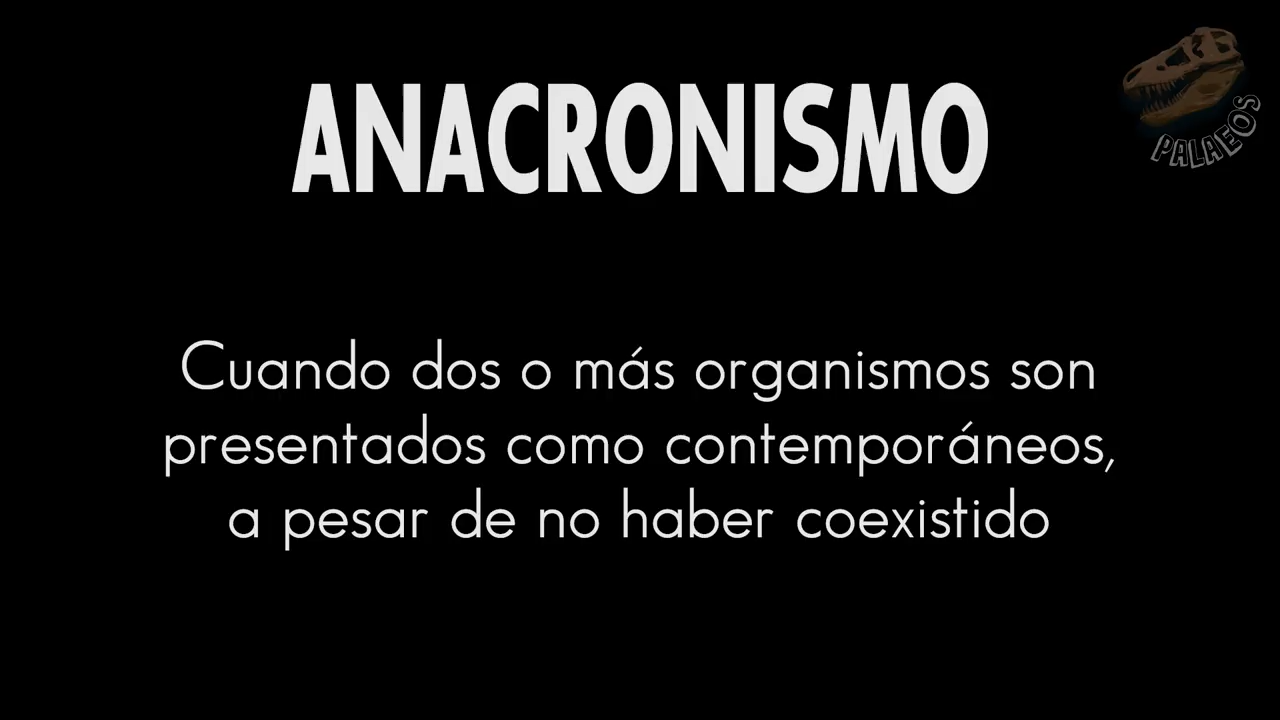 ANACRONISMO
PALAEOS
Cuando dos o más organismos son
presentados como contemporáneos,
a pesar de no haber coexistido